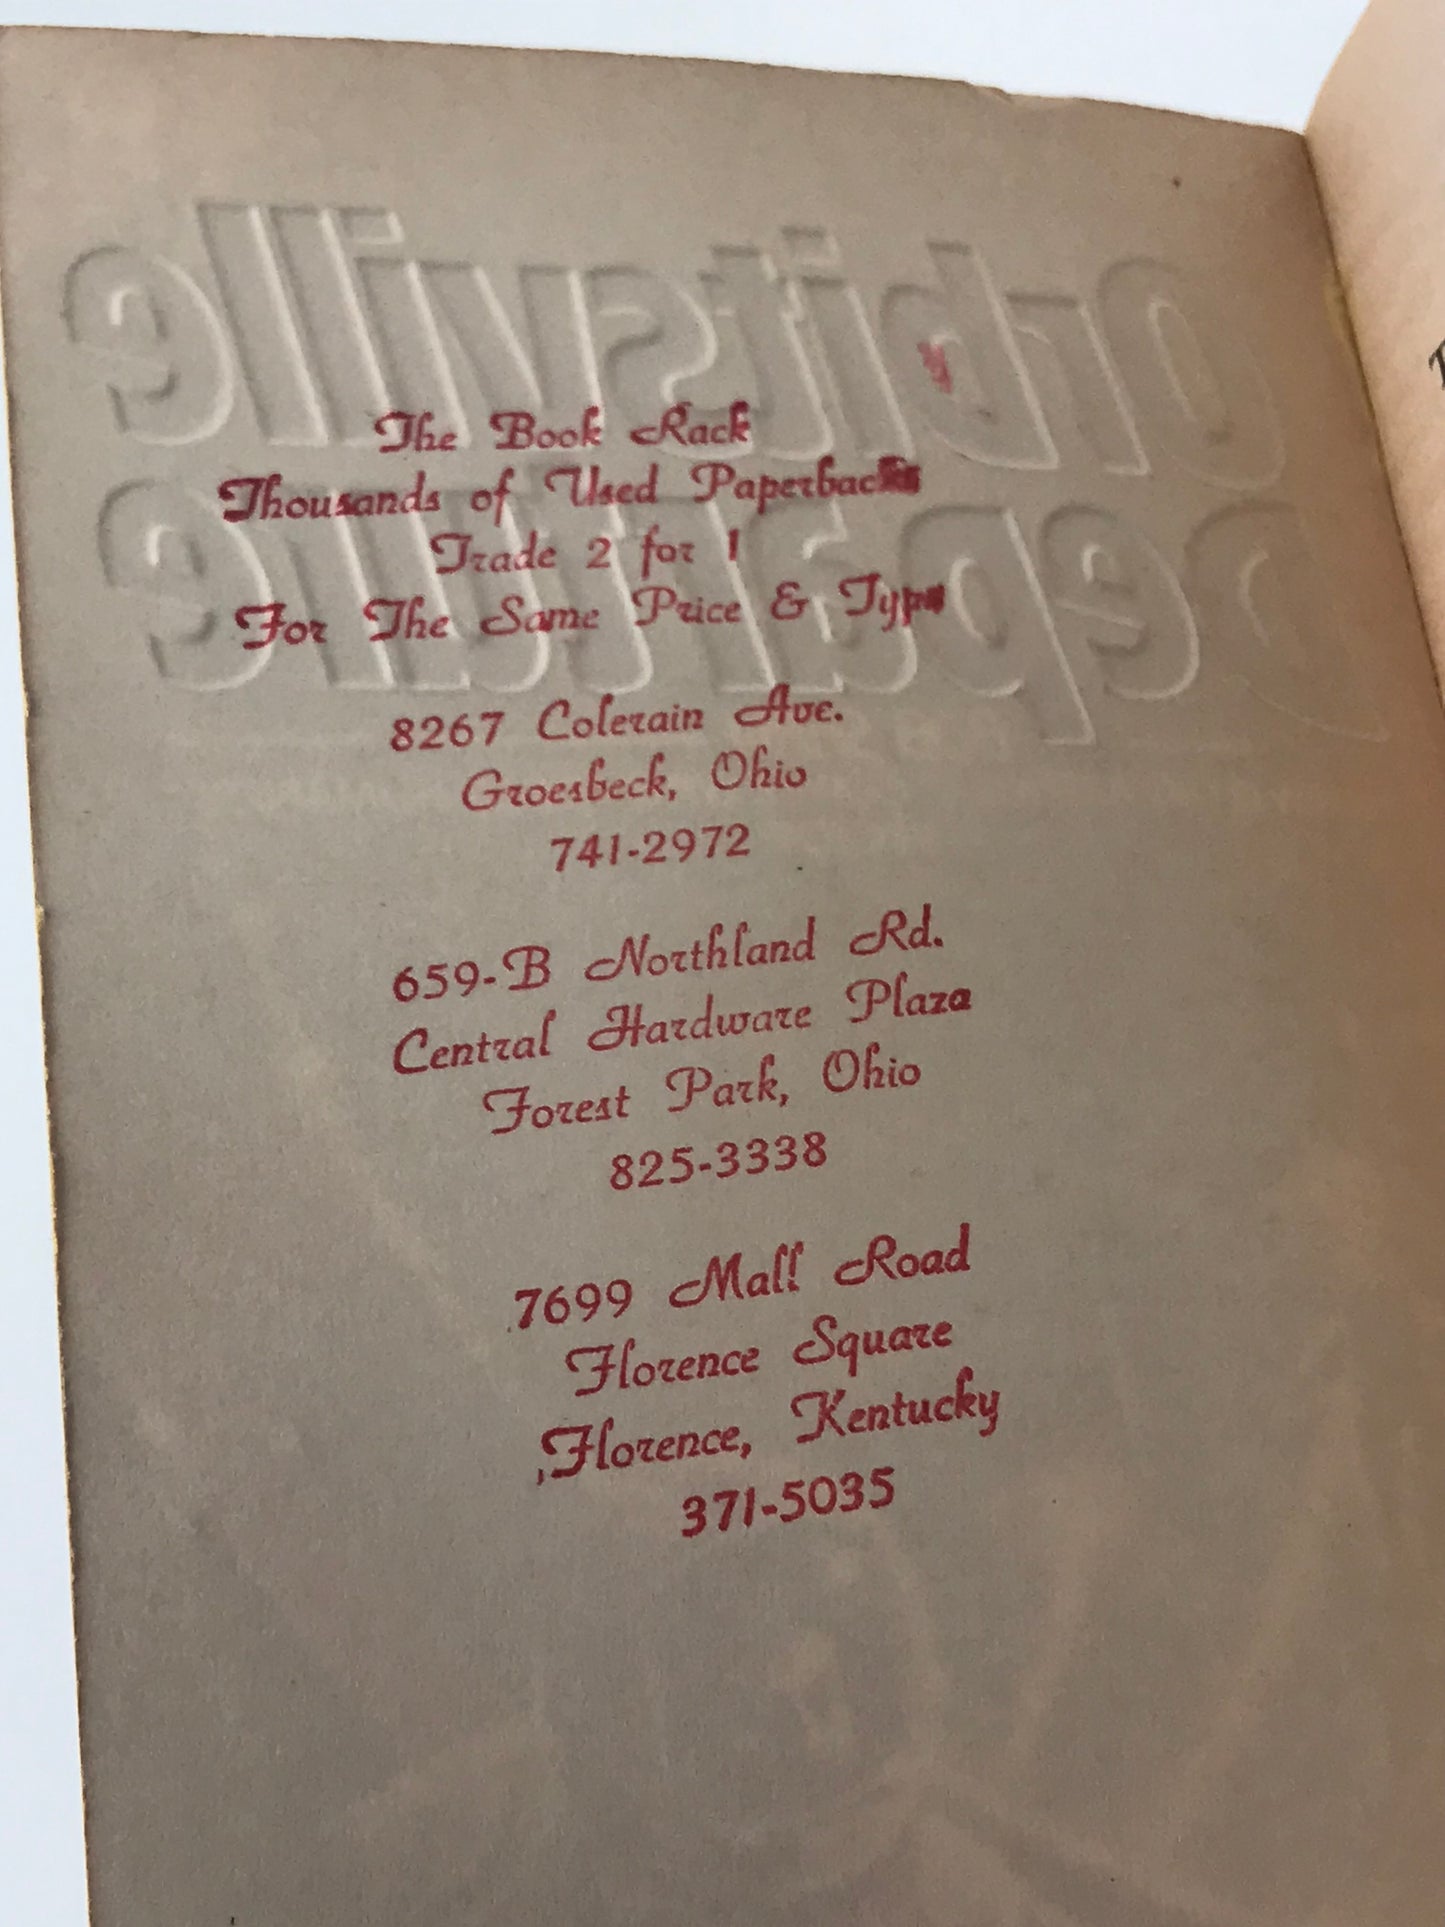 Orbitsville
Departure
The Book Rack
Thousands of Used Paperbacks
Trade 2 for 1
For The Same Price & Type
8267 Colerain Ave.
Groesbeck, Ohio
741-2972
659-B Northland Rd.
Central Hardware Plaza
Forest Park, Ohio
825-3338
7699 Mall Road
Florence Square
Florence, Kentucky
371-5035